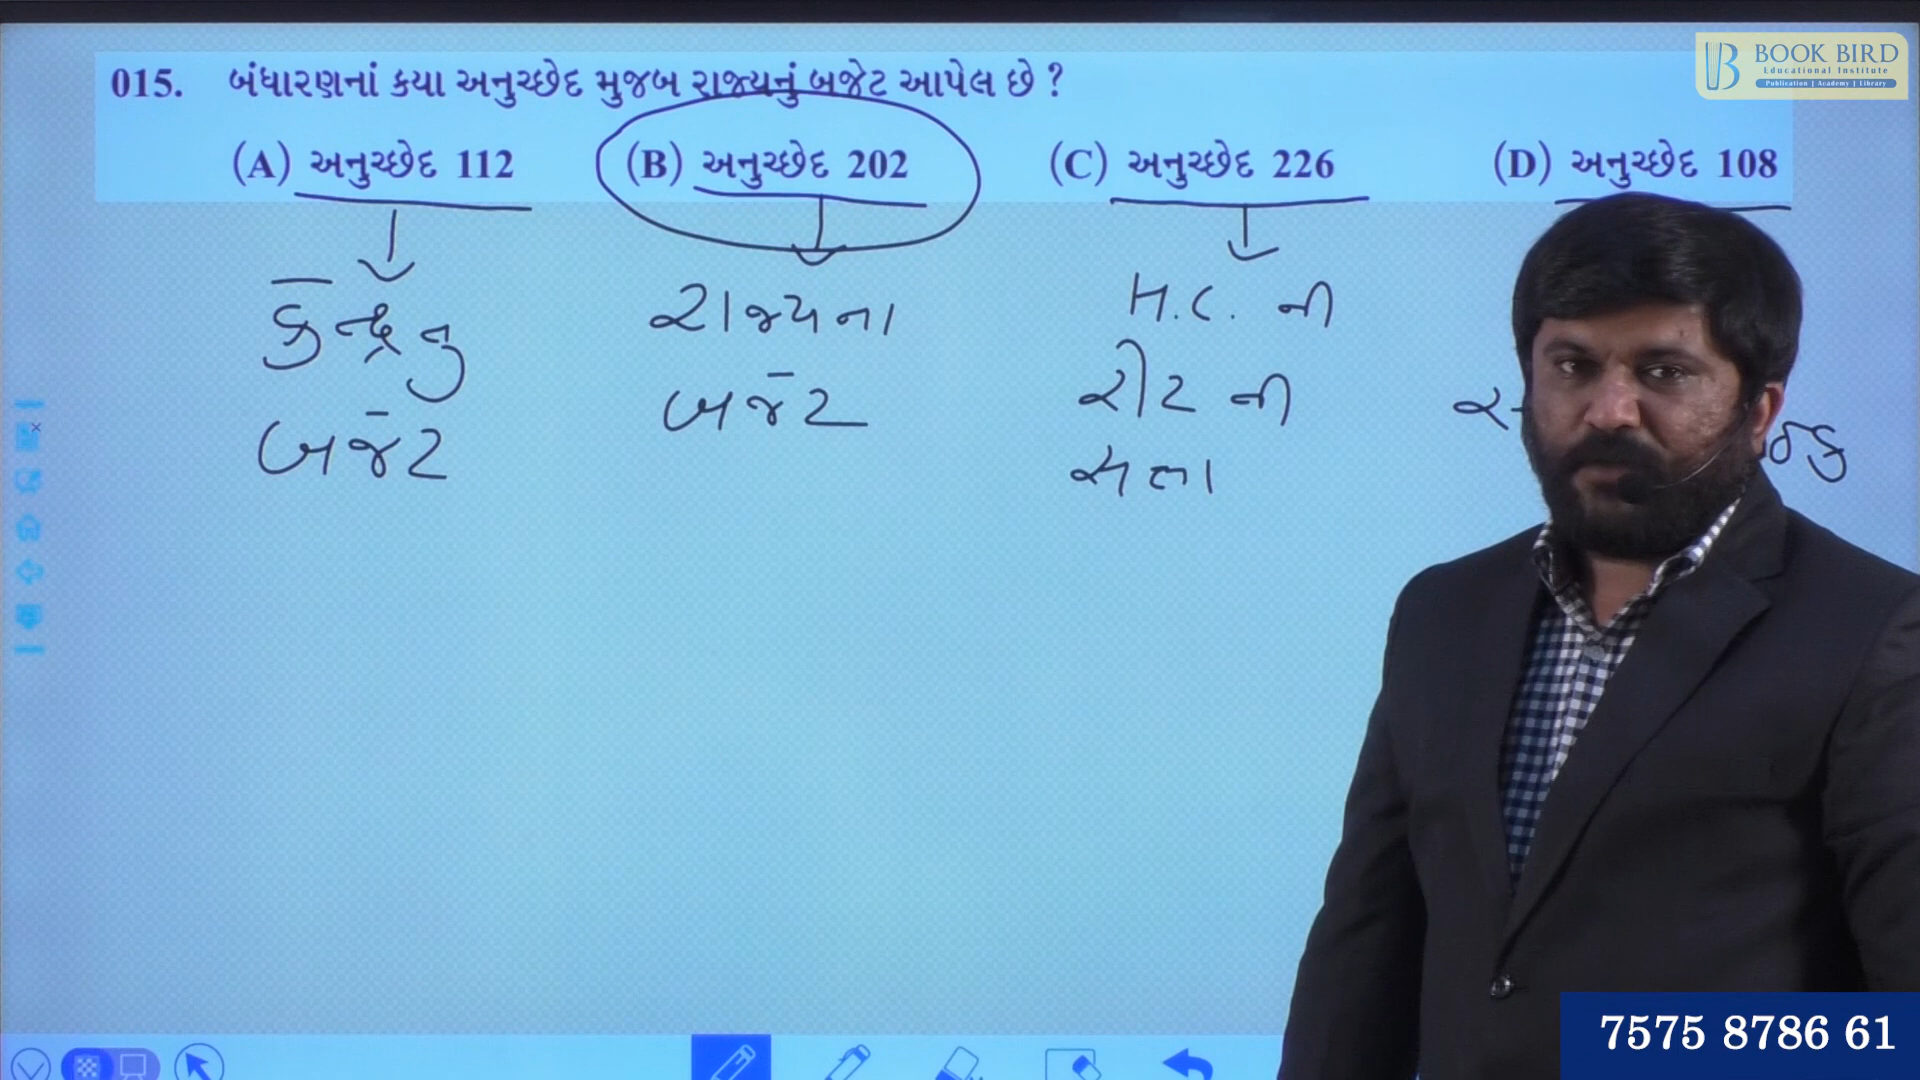 BOOK BIRD
Educational Institute
Publication | Academy | Library
015. બંધારણનાં કયા અનુચ્છેદ મુજબ રાજ્યનું બજેટ આપેલ છે ?
(A) અનુચ્છેદ 112 (B) અનુચ્છેદ 202 (C) અનુચ્છેદ 226 (D) અનુચ્છેદ 108
કેન્દ્રનુ
બજેટ
રાજ્યના
બજેટ
H.C. ની
રીટ ની
સત્તા
7575 8786 61